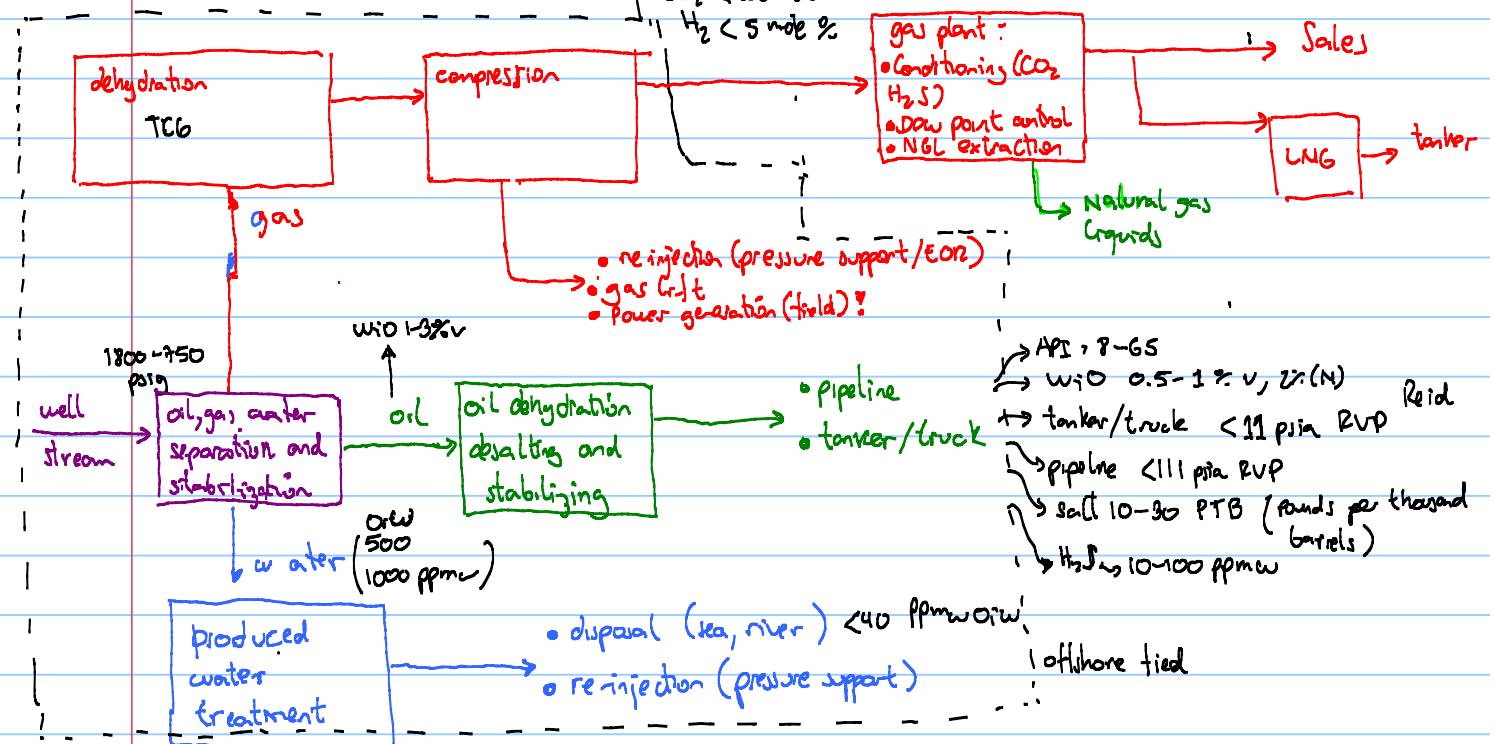 H2 < 5 mole %
dehydration
TEG
compression
gas plant :
• Conditioning (CO2
H2S)
• Dew point control
• NGL extraction
Sales
LNG
tanker
Natural gas
liquids
gas
• re-injection (pressure support/EOR)
• gas lift
• power generation (field) !
1800-750
psig
WiO 1-3%v
well
stream
oil, gas, water
separation and
stabilization
oil
oil dehydration
desalting and
stabilizing
• pipeline
• tanker/truck
API, 8-65
WiO 0.5-1 % v, 2% (N)
tanker/truck <11 psia RVP
Reid
pipeline <111 psia RVP
salt 10-30 PTB (pounds per thousand
barrels)
H2S 10-100 ppmw
water
OiW
500
1000 ppmw
produced
water
treatment
• disposal (sea, river) <40 ppmw OiW
• re-injection (pressure support)
offshore